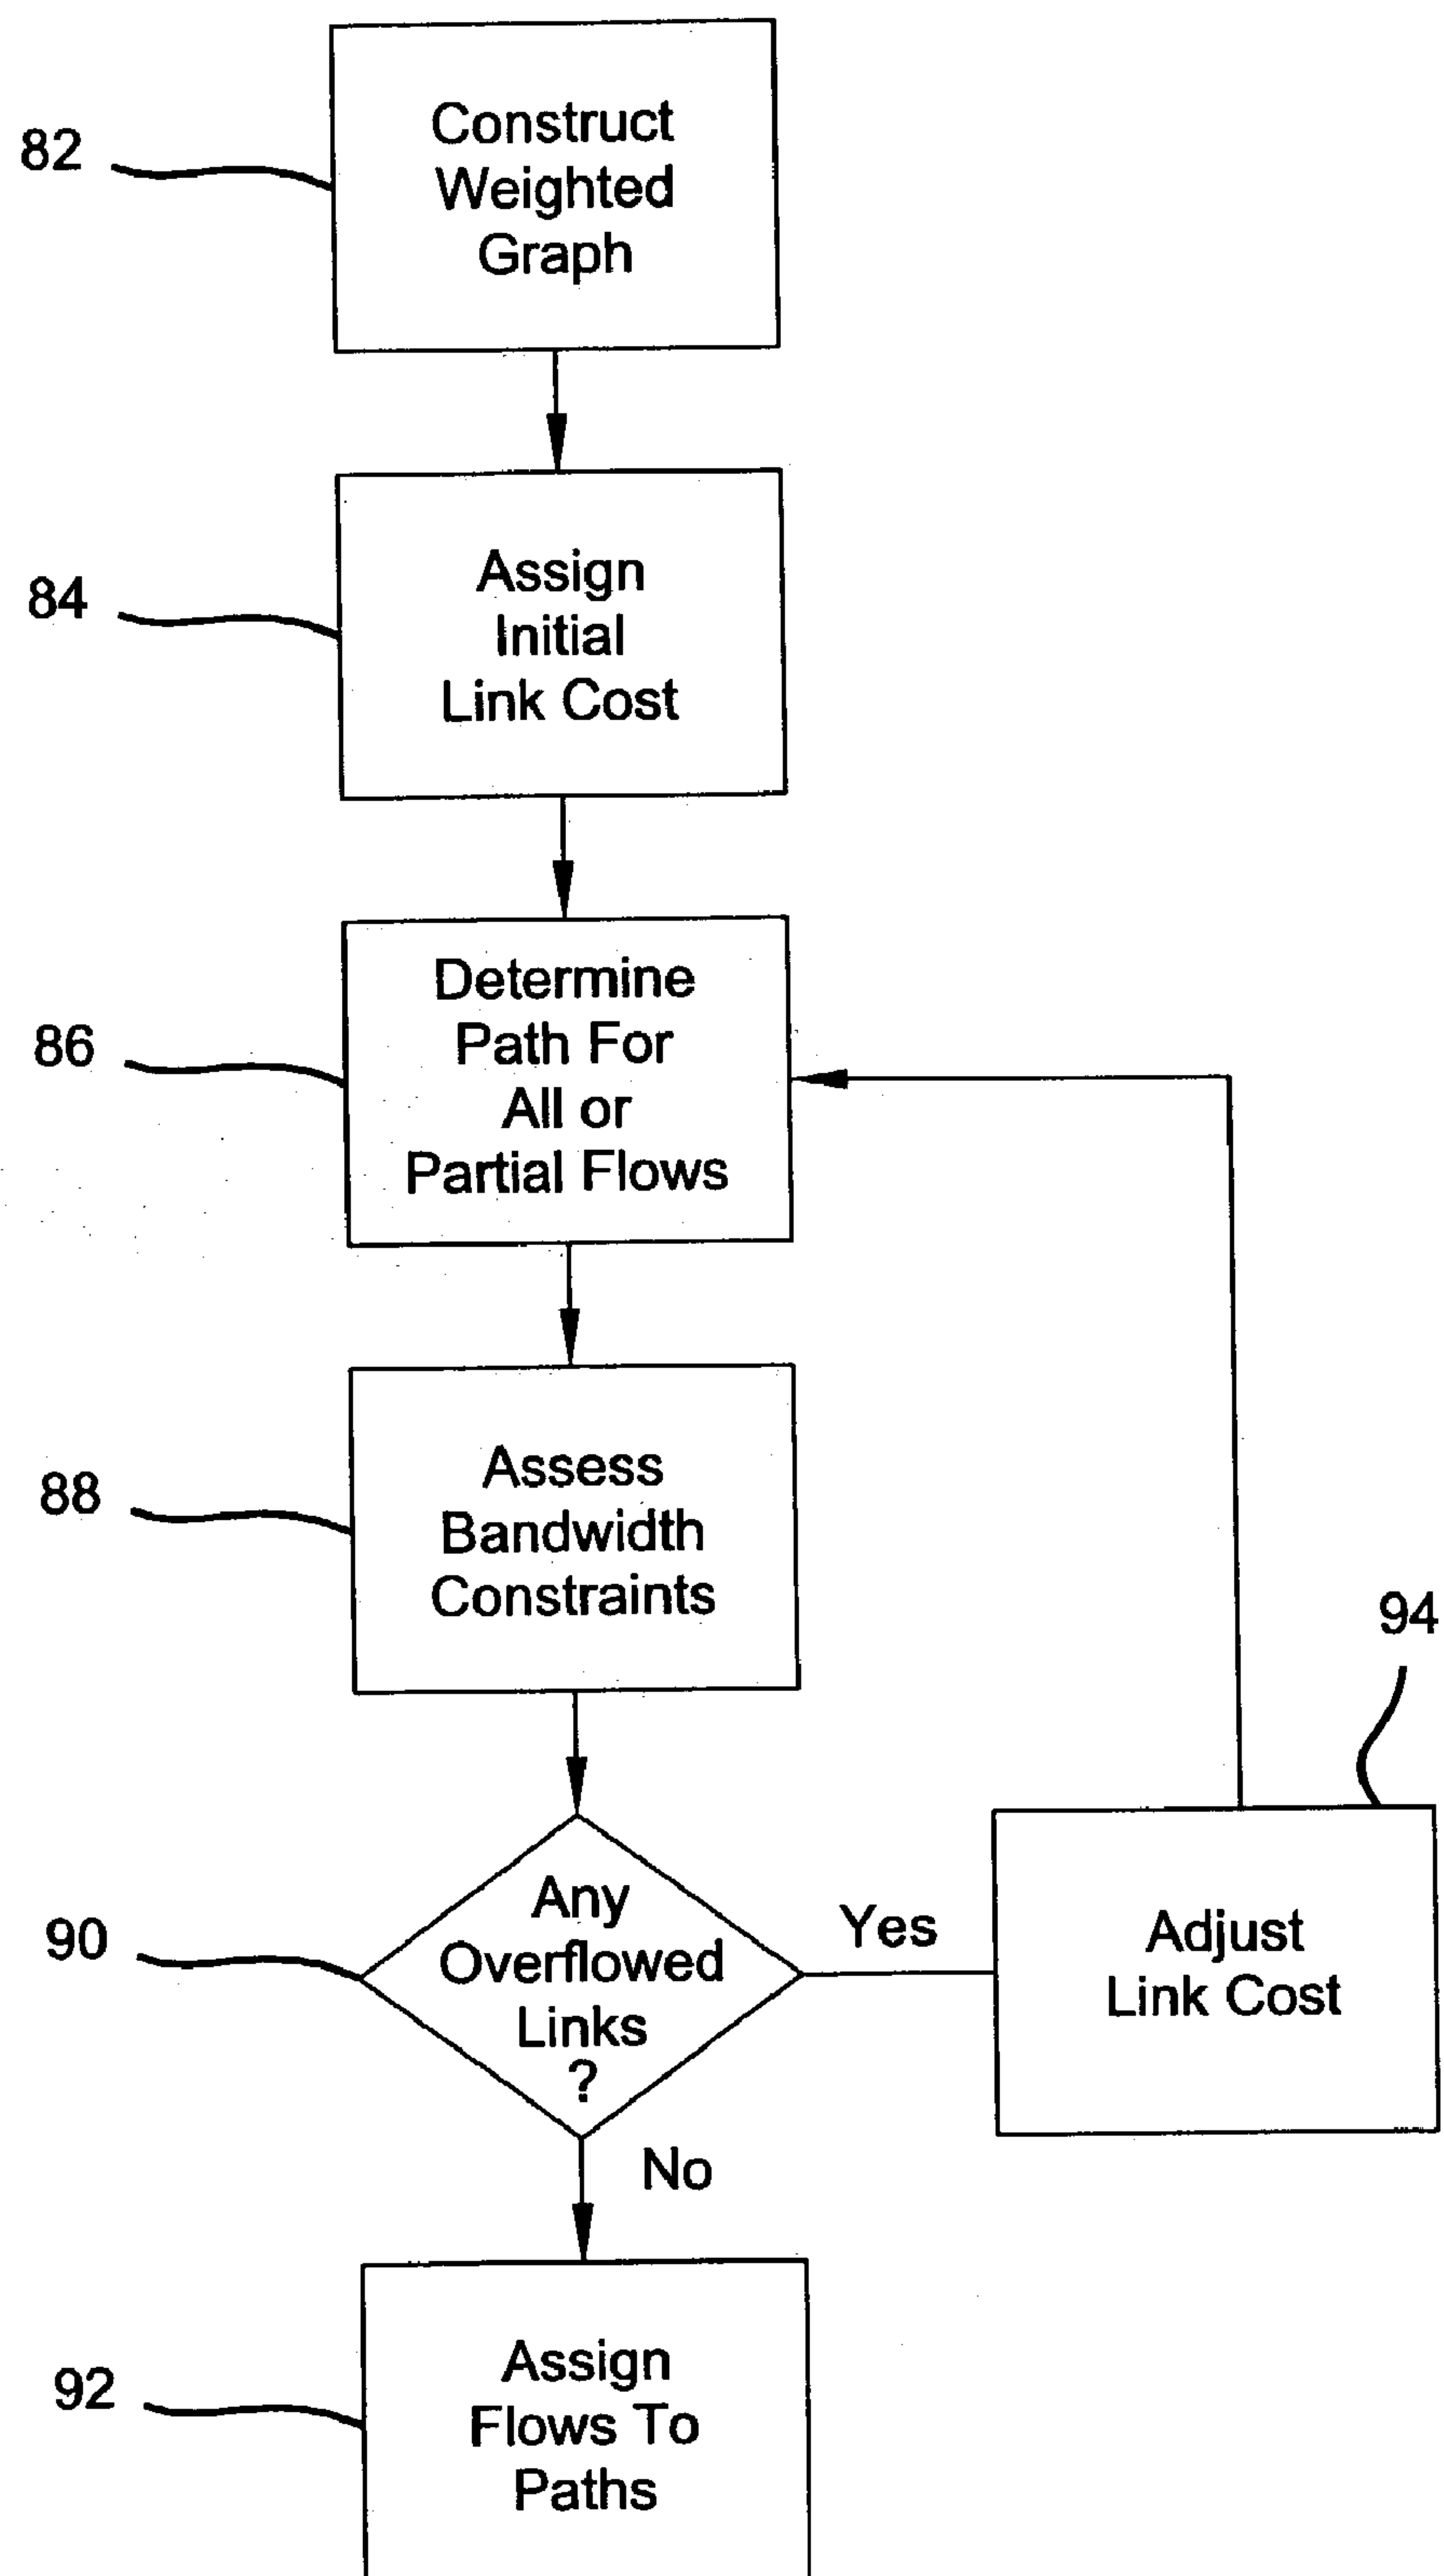 82
Construct
Weighted
Graph
84
Assign
Initial
Link Cost
86
Determine
Path For
All or
Partial Flows
88
Assess
Bandwidth
Constraints
94
90
Any
Overflowed
Links
?
Yes
Adjust
Link Cost
No
92
Assign
Flows To
Paths